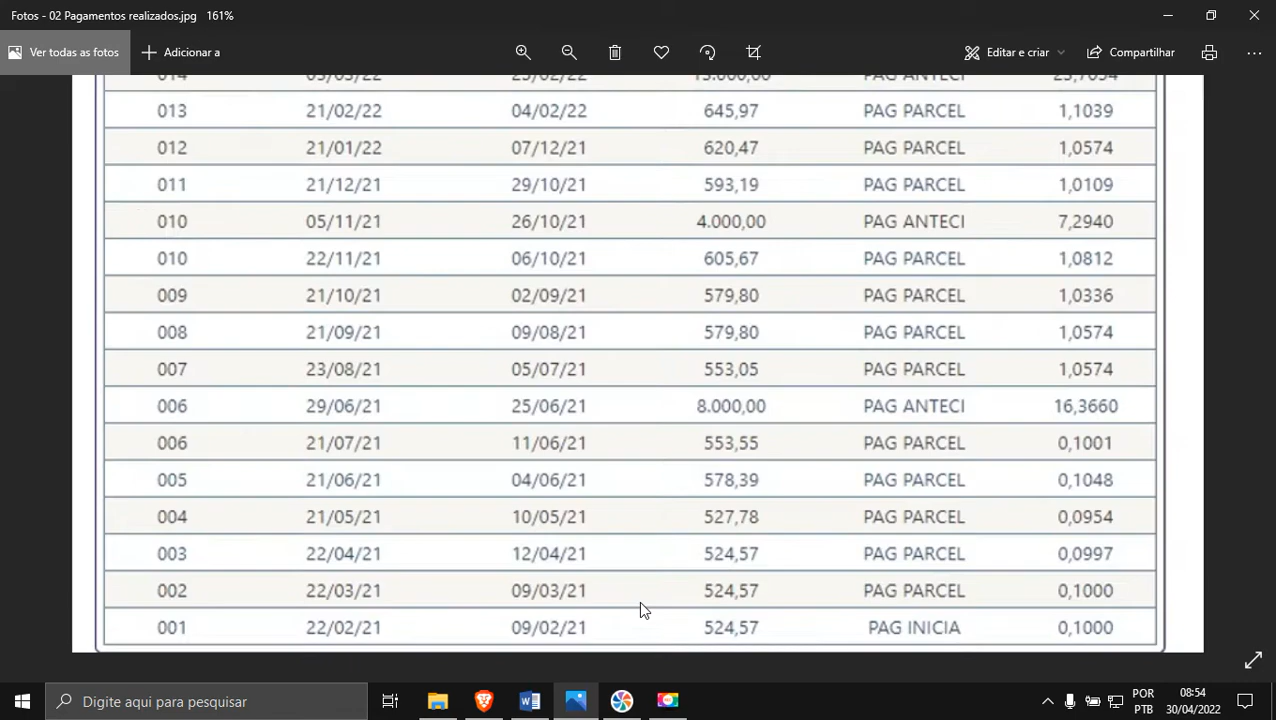 Fotos - 02 Pagamentos realizados.jpg 161%
Ver todas as fotos Adicionar a Editar e criar Compartilhar
PAG ANTECI
013 21/02/22 04/02/22 645,97 PAG PARCEL 1,1039
012 21/01/22 07/12/21 620,47 PAG PARCEL 1,0574
011 21/12/21 29/10/21 593,19 PAG PARCEL 1,0109
010 05/11/21 26/10/21 4.000,00 PAG ANTECI 7,2940
010 22/11/21 06/10/21 605,67 PAG PARCEL 1,0812
009 21/10/21 02/09/21 579,80 PAG PARCEL 1,0336
008 21/09/21 09/08/21 579,80 PAG PARCEL 1,0574
007 23/08/21 05/07/21 553,05 PAG PARCEL 1,0574
006 29/06/21 25/06/21 8.000,00 PAG ANTECI 16,3660
006 21/07/21 11/06/21 553,55 PAG PARCEL 0,1001
005 21/06/21 04/06/21 578,39 PAG PARCEL 0,1048
004 21/05/21 10/05/21 527,78 PAG PARCEL 0,0954
003 22/04/21 12/04/21 524,57 PAG PARCEL 0,0997
002 22/03/21 09/03/21 524,57 PAG PARCEL 0,1000
001 22/02/21 09/02/21 524,57 PAG INICIA 0,1000
Digite aqui para pesquisar
POR 08:54
PTB 30/04/2022